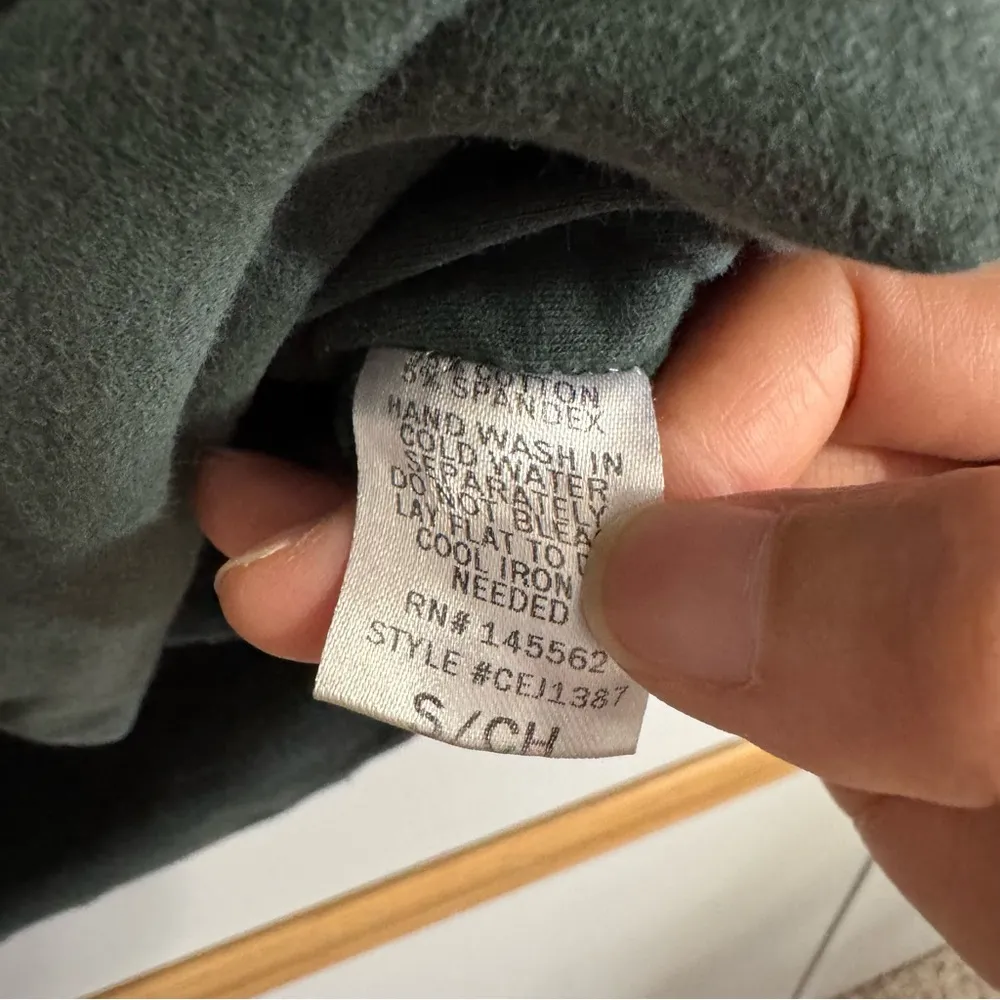 COTTON
5% SPANDEX
HAND WASH IN
COLD WATER
SEPARATELY
DO NOT BLEAC
LAY FLAT TO D
COOL IRON
NEEDED
RN# 145562
STYLE #CEJ1387
S/CH